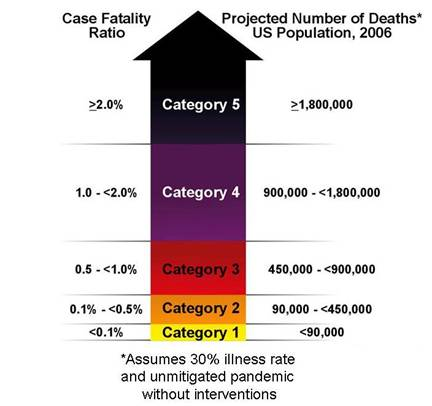 Case Fatality
Ratio
Projected Number of Deaths*
US Population, 2006
≥2.0%
Category 5
≥1,800,000
1.0 - <2.0%
Category 4
900,000 - <1,800,000
0.5 - <1.0%
Category 3
450,000 - <900,000
0.1% - <0.5%
Category 2
90,000 - <450,000
<0.1%
Category 1
<90,000
*Assumes 30% illness rate
and unmitigated pandemic
without interventions